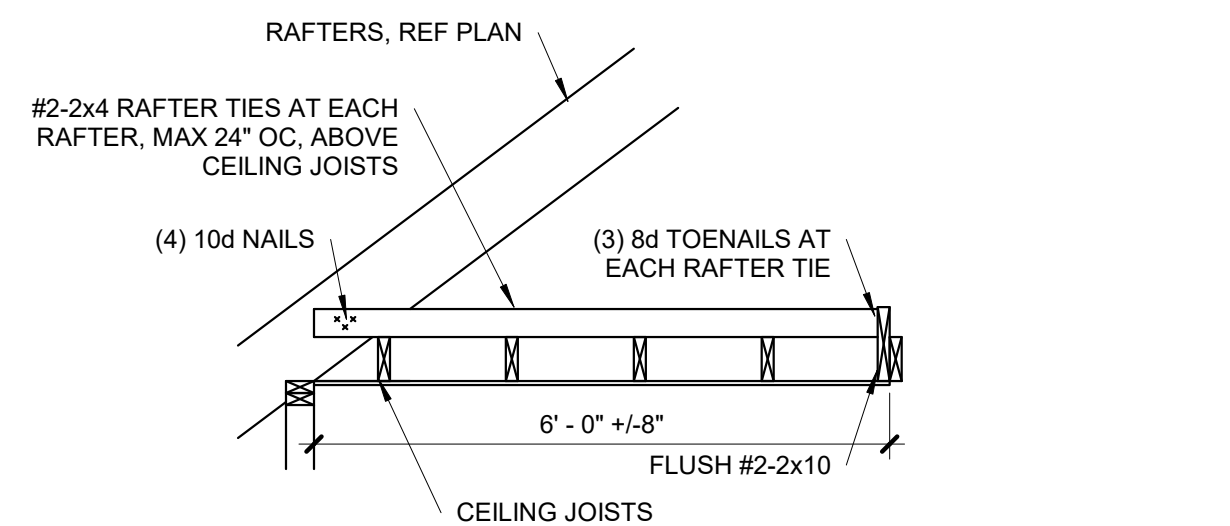 RAFTERS, REF PLAN
#2-2x4 RAFTER TIES AT EACH
RAFTER, MAX 24" OC, ABOVE
CEILING JOISTS
(4) 10d NAILS
(3) 8d TOENAILS AT
EACH RAFTER TIE
6' - 0" +/-8"
FLUSH #2-2x10
CEILING JOISTS